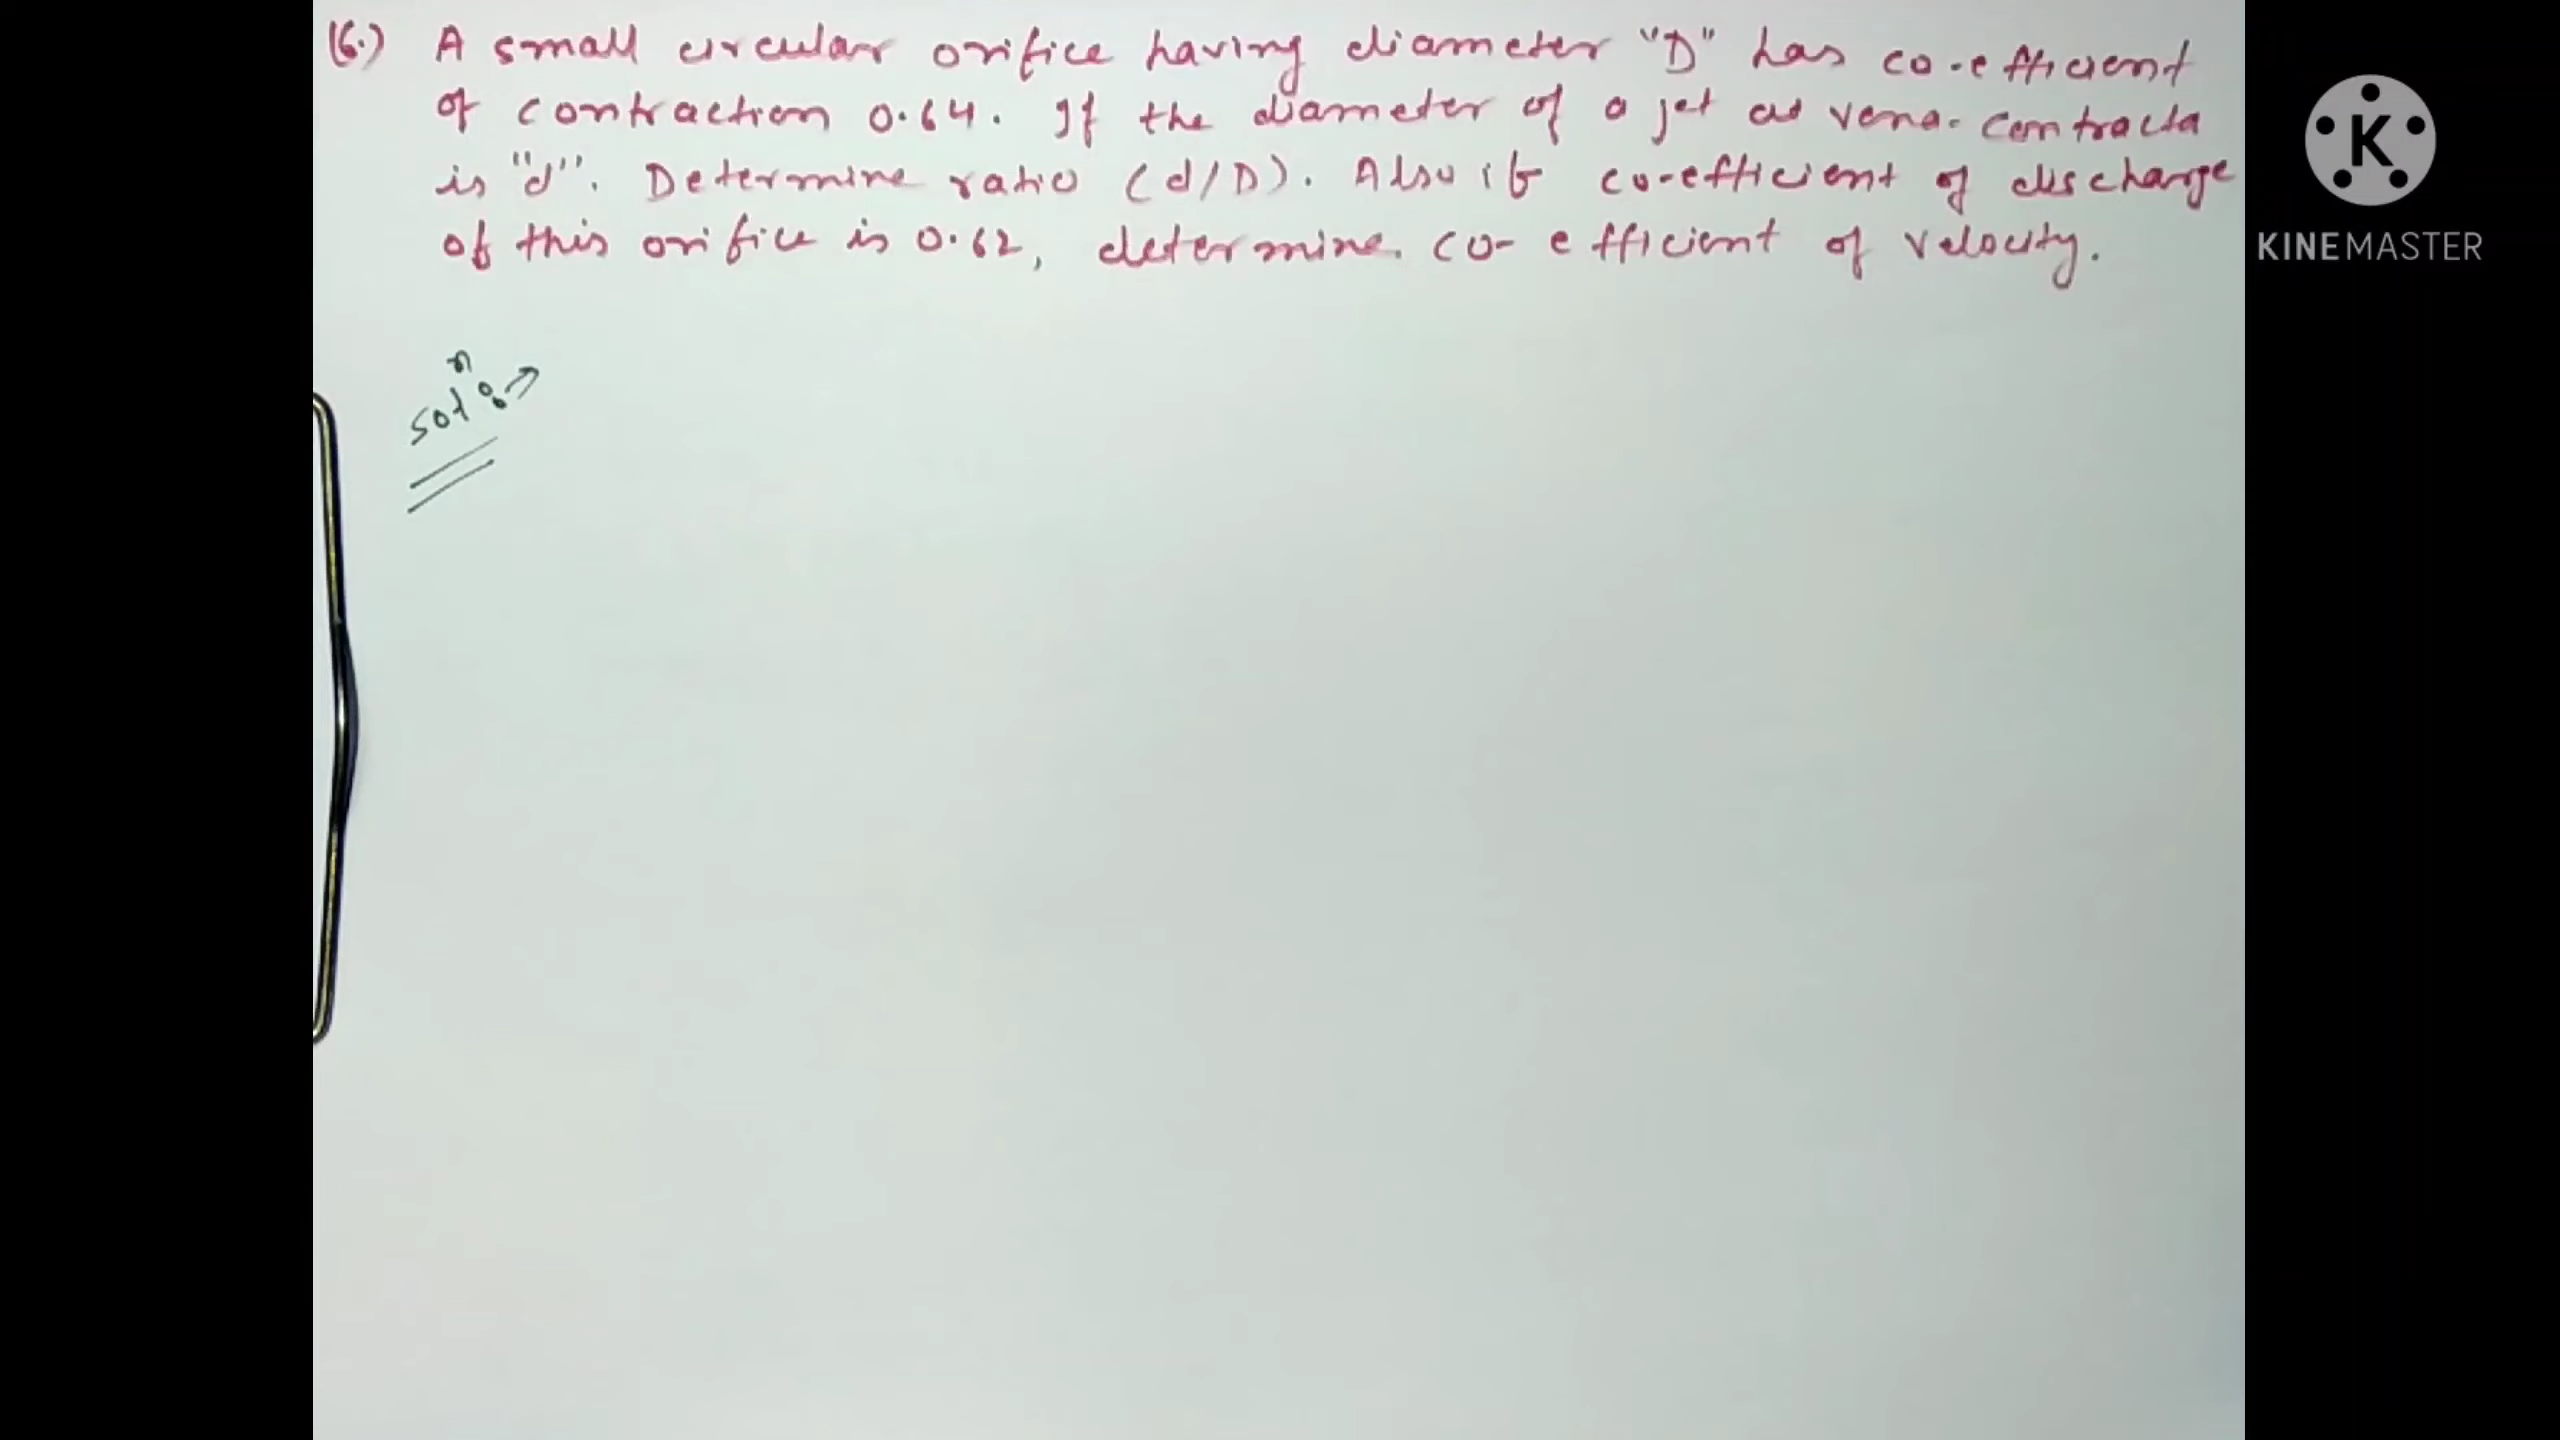 (6.) A small circular orifice having diameter "D" has co-efficient
of contraction 0.64. If the diameter of a jet at vena-contracta
is "d". Determine ratio (d/D). Also if co-efficient of discharge
of this orifice is 0.62, determine. co-efficient of velocity.
Solⁿ:→
K
KINEMASTER